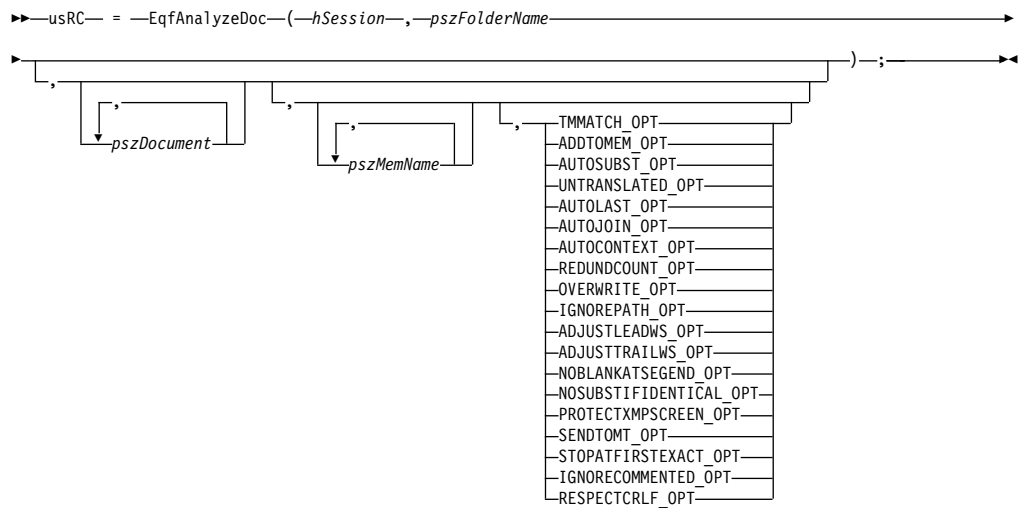 usRC = EqfAnalyzeDoc ( hSession , pszFolderName
) ;
, , ,
, , TMMATCH_OPT
pszDocument pszMemName ADDTOMEM_OPT
AUTOSUBST_OPT
UNTRANSLATED_OPT
AUTOLAST_OPT
AUTOJOIN_OPT
AUTOCONTEXT_OPT
REDUNDCOUNT_OPT
OVERWRITE_OPT
IGNOREPATH_OPT
ADJUSTLEADWS_OPT
ADJUSTTRAILWS_OPT
NOBLANKATSEGEND_OPT
NOSUBSTIFIDENTICAL_OPT
PROTECTXMPSCREEN_OPT
SENDTOMT_OPT
STOPATFIRSTEXACT_OPT
IGNORECOMMENTED_OPT
RESPECTCRLF_OPT